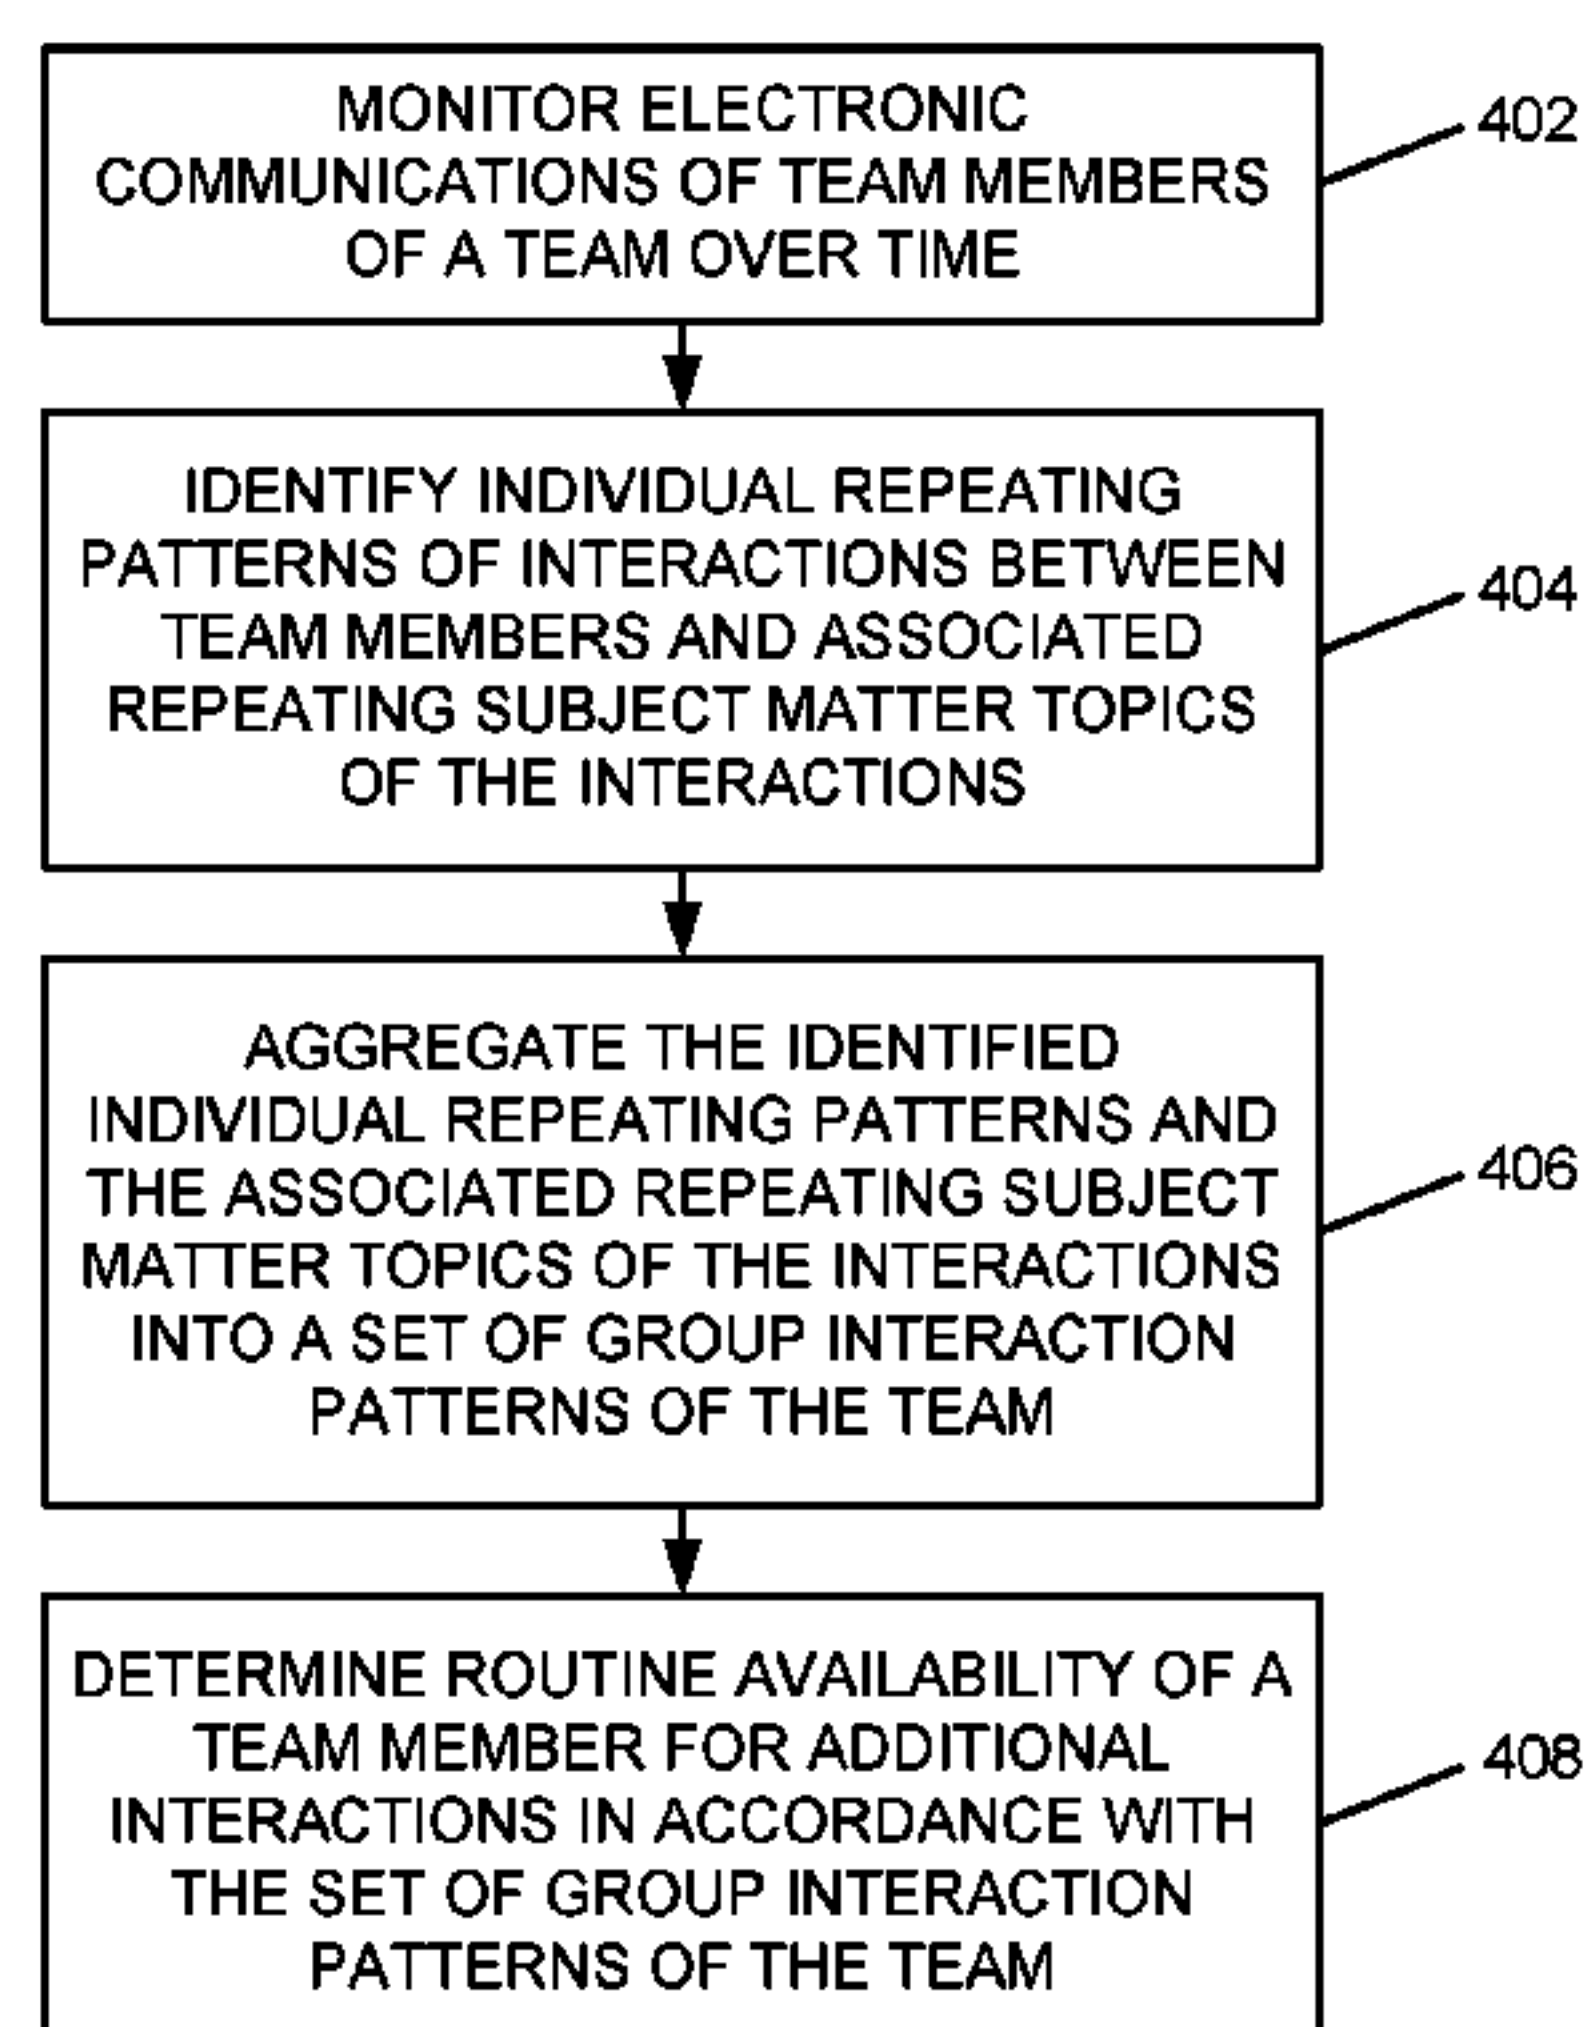 MONITOR ELECTRONIC
COMMUNICATIONS OF TEAM MEMBERS
OF A TEAM OVER TIME
402
IDENTIFY INDIVIDUAL REPEATING
PATTERNS OF INTERACTIONS BETWEEN
TEAM MEMBERS AND ASSOCIATED
REPEATING SUBJECT MATTER TOPICS
OF THE INTERACTIONS
404
AGGREGATE THE IDENTIFIED
INDIVIDUAL REPEATING PATTERNS AND
THE ASSOCIATED REPEATING SUBJECT
MATTER TOPICS OF THE INTERACTIONS
INTO A SET OF GROUP INTERACTION
PATTERNS OF THE TEAM
406
DETERMINE ROUTINE AVAILABILITY OF A
TEAM MEMBER FOR ADDITIONAL
INTERACTIONS IN ACCORDANCE WITH
THE SET OF GROUP INTERACTION
PATTERNS OF THE TEAM
408